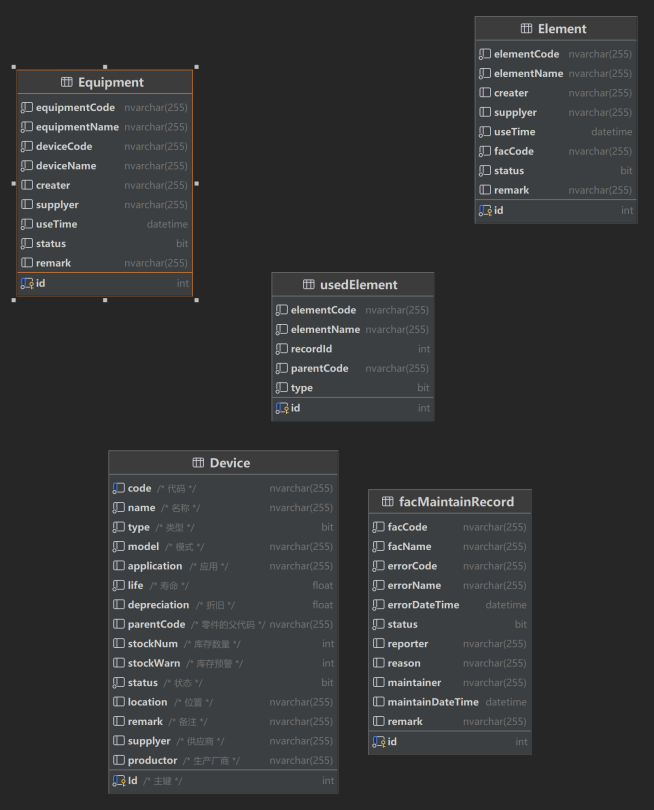 Element
elementCode nvarchar(255)
elementName nvarchar(255)
creater nvarchar(255)
supplyer nvarchar(255)
useTime datetime
facCode nvarchar(255)
status bit
remark nvarchar(255)
id int
Equipment
equipmentCode nvarchar(255)
equipmentName nvarchar(255)
deviceCode nvarchar(255)
deviceName nvarchar(255)
creater nvarchar(255)
supplyer nvarchar(255)
useTime datetime
status bit
remark nvarchar(255)
id int
usedElement
elementCode nvarchar(255)
elementName nvarchar(255)
recordId int
parentCode nvarchar(255)
type bit
id int
Device
code /* 代码 */ nvarchar(255)
name /* 名称 */ nvarchar(255)
type /* 类型 */ bit
model /* 模式 */ nvarchar(255)
application /* 应用 */ nvarchar(255)
life /* 寿命 */ float
depreciation /* 折旧 */ float
parentCode /* 零件的父代码 */ nvarchar(255)
stockNum /* 库存数量 */ int
stockWarn /* 库存预警 */ int
status /* 状态 */ bit
location /* 位置 */ nvarchar(255)
remark /* 备注 */ nvarchar(255)
supplyer /* 供应商 */ nvarchar(255)
productor /* 生产厂商 */ nvarchar(255)
Id /* 主键 */ int
facMaintainRecord
facCode nvarchar(255)
facName nvarchar(255)
errorCode nvarchar(255)
errorName nvarchar(255)
errorDateTime datetime
status bit
reporter nvarchar(255)
reason nvarchar(255)
maintainer nvarchar(255)
maintainDateTime datetime
remark nvarchar(255)
id int